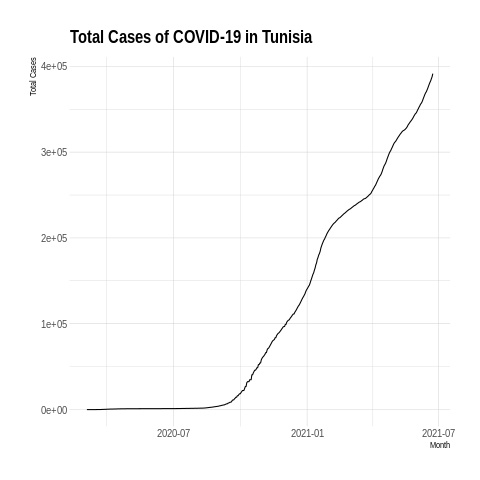 Total Cases of COVID-19 in Tunisia
Total Cases
4e+05
3e+05
2e+05
1e+05
0e+00
2020-07
2021-01
2021-07
Month